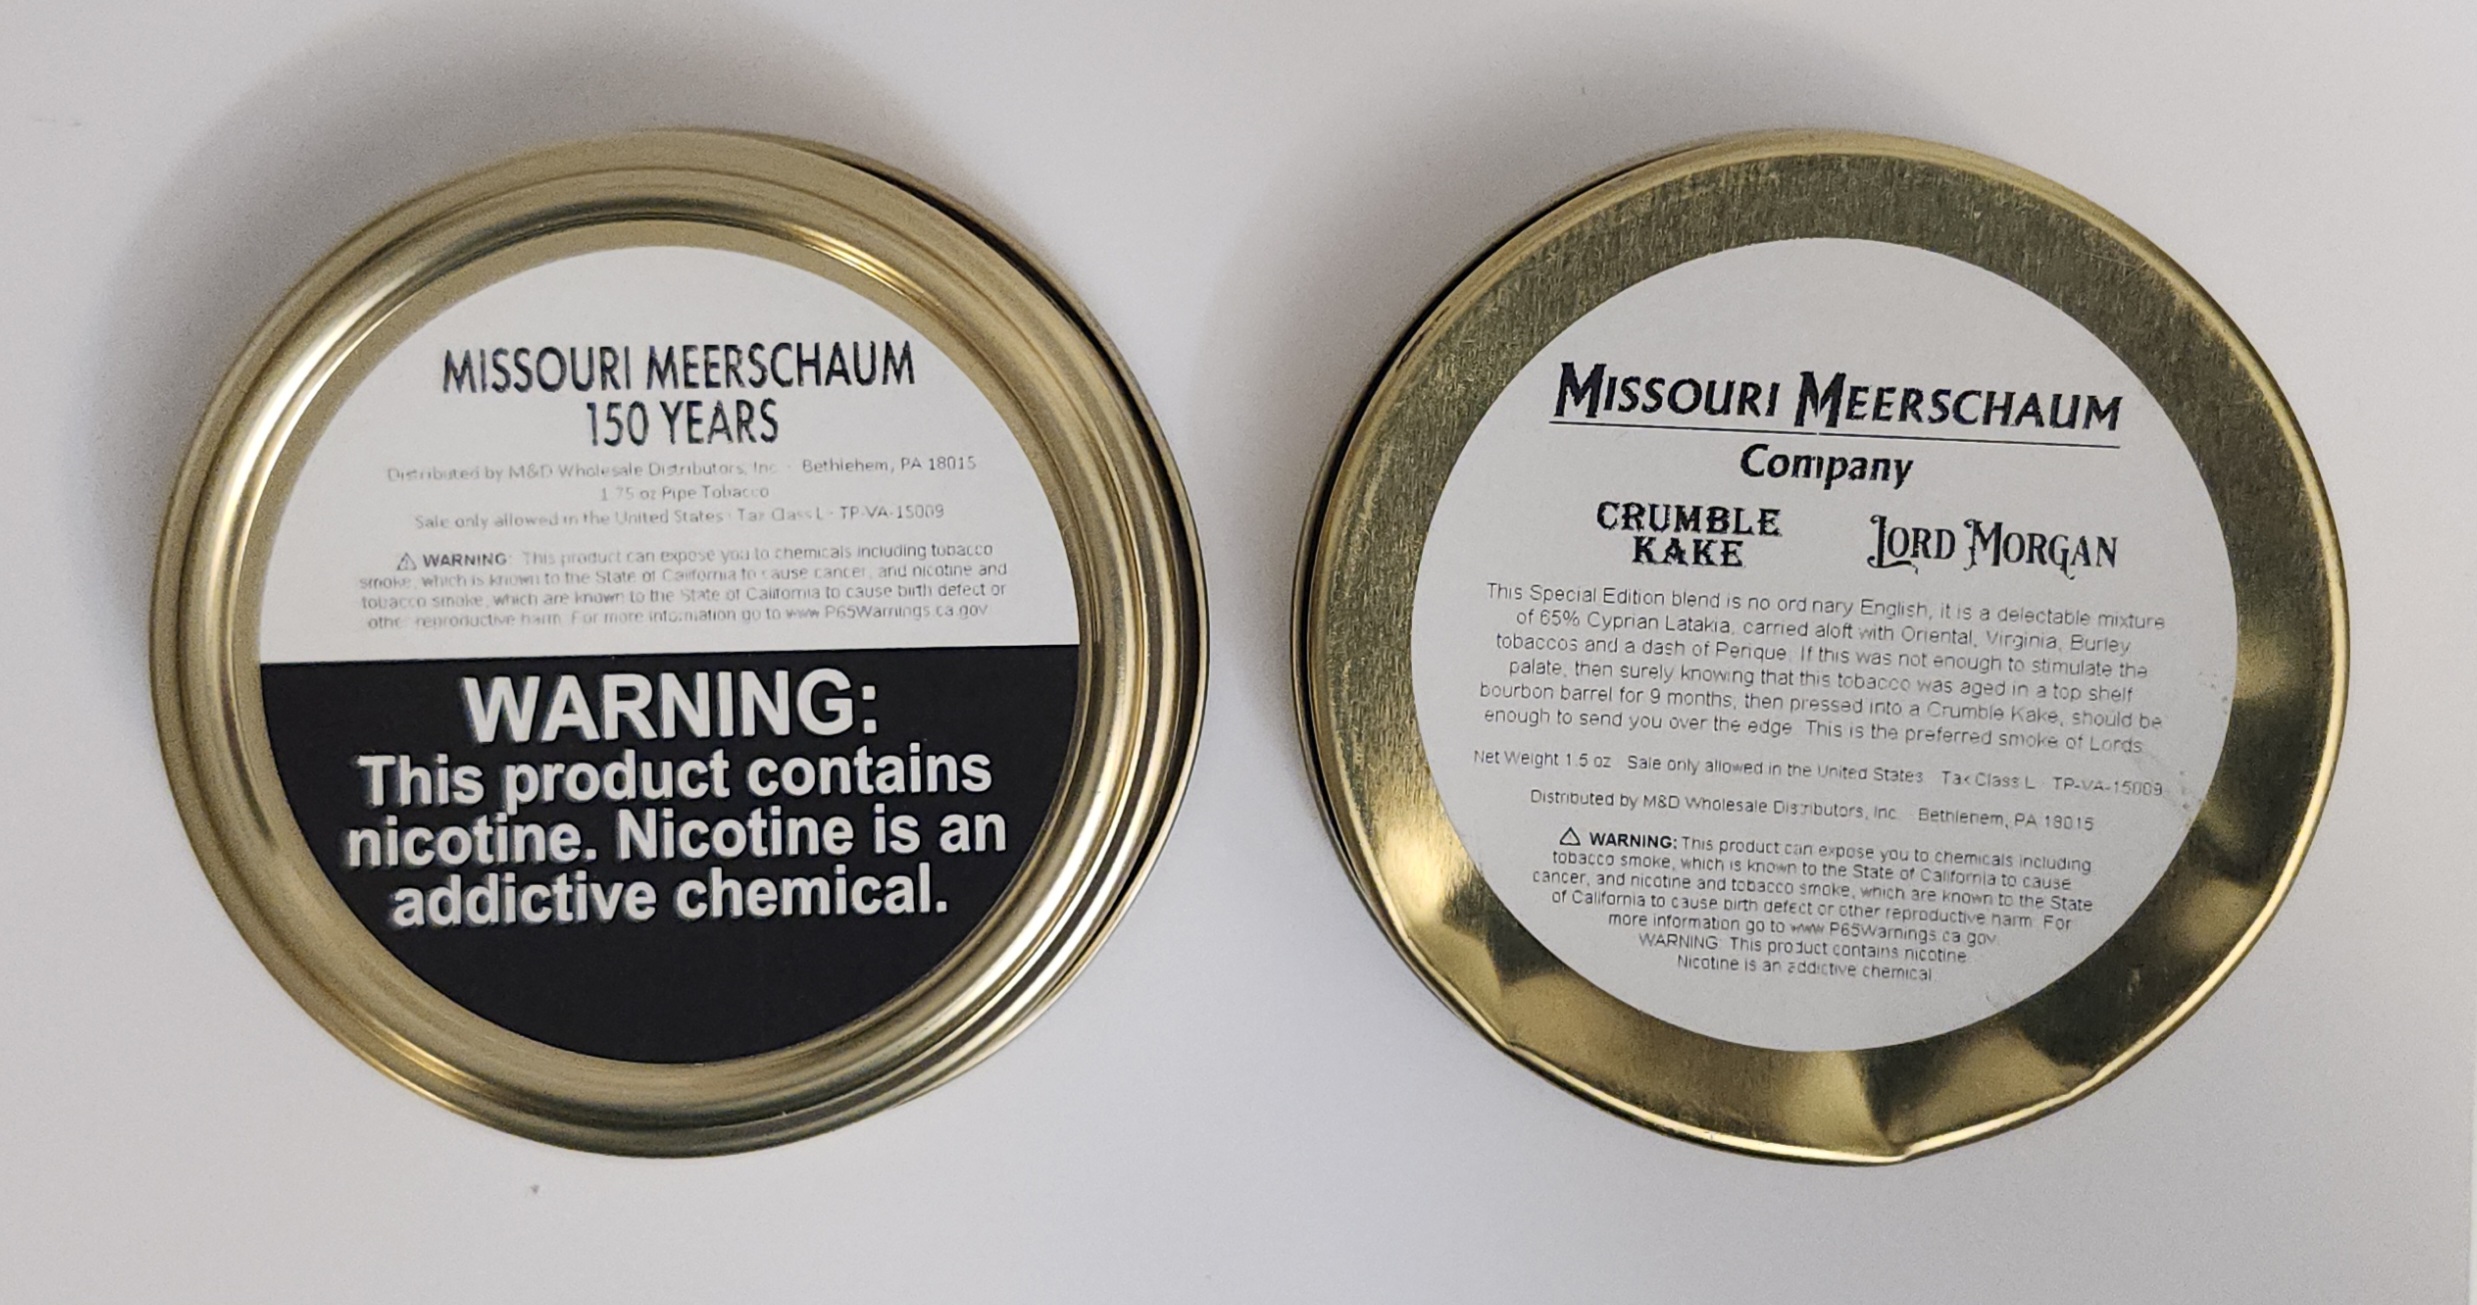 MISSOURI MEERSCHAUM
150 YEARS
Distributed by M&D Wholesale Distributors, Inc · Bethlehem, PA 18015
1.75 oz Pipe Tobacco
Sale only allowed in the United States · Tax Class L · TP-VA-15009
⚠ WARNING: This product can expose you to chemicals including tobacco
smoke, which is known to the State of California to cause cancer, and nicotine and
tobacco smoke, which are known to the State of California to cause birth defect or
other reproductive harm. For more information go to www.P65Warnings.ca.gov
WARNING:
This product contains
nicotine. Nicotine is an
addictive chemical.
MISSOURI MEERSCHAUM
Company
CRUMBLE
KAKE
LORD MORGAN
This Special Edition blend is no ordinary English, it is a delectable mixture
of 65% Cyprian Latakia, carried aloft with Oriental, Virginia, Burley
tobaccos and a dash of Perique. If this was not enough to stimulate the
palate, then surely knowing that this tobacco was aged in a top shelf
bourbon barrel for 9 months, then pressed into a Crumble Kake, should be
enough to send you over the edge. This is the preferred smoke of Lords.
Net Weight 1.5 oz Sale only allowed in the United States Tax Class L · TP-VA-15009
Distributed by M&D Wholesale Distributors, Inc. · Bethlehem, PA 18015
⚠ WARNING: This product can expose you to chemicals including
tobacco smoke, which is known to the State of California to cause
cancer, and nicotine and tobacco smoke, which are known to the State
of California to cause birth defect or other reproductive harm. For
more information go to www.P65Warnings.ca.gov.
WARNING: This product contains nicotine.
Nicotine is an addictive chemical.